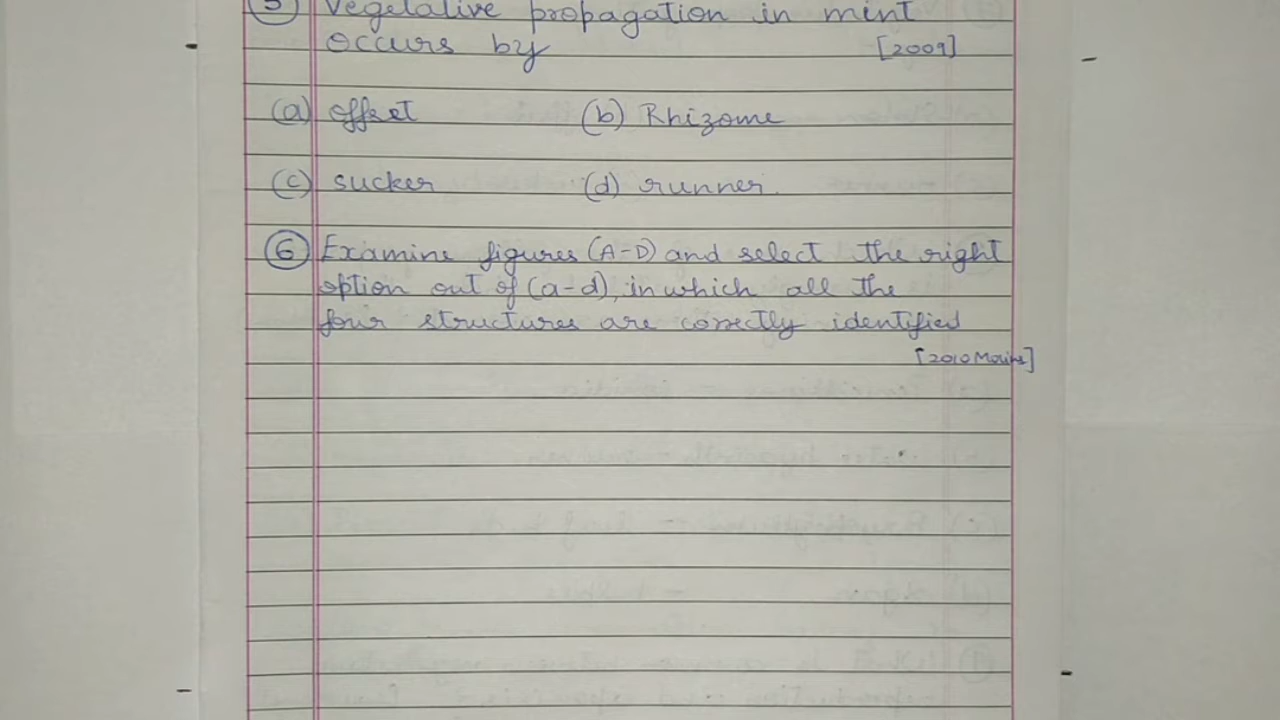 5 Vegetative propagation in mint
occurs by [2009]
(a) offset (b) Rhizome
(c) sucker (d) runner.
6 Examine figures (A-D) and select the right
option out of (a-d), in which all the
four structures are correctly identified
[2010 Mains]